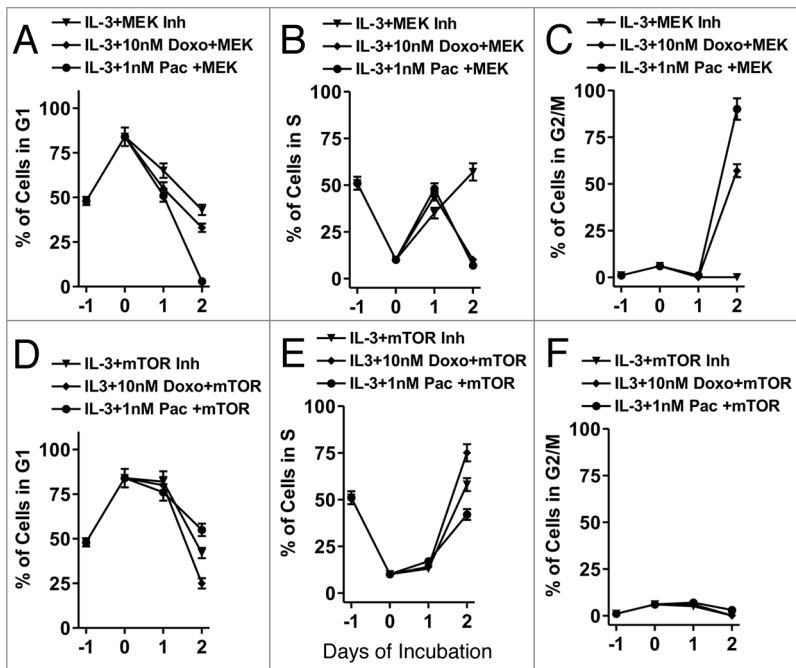 A
IL-3+MEK Inh
IL-3+10nM Doxo+MEK
IL-3+1nM Pac +MEK
% of Cells in G1
100
75
50
25
0
-1 0 1 2
B
IL-3+MEK Inh
IL-3+10nM Doxo+MEK
IL-3+1nM Pac +MEK
% of Cells in S
100
75
50
25
0
-1 0 1 2
C
IL-3+MEK Inh
IL-3+10nM Doxo+MEK
IL-3+1nM Pac +MEK
% of Cells in G2/M
100
75
50
25
0
-1 0 1 2
D
IL-3+mTOR Inh
IL3+10nM Doxo+mTOR
IL-3+1nM Pac +mTOR
% of Cells in G1
100
75
50
25
0
-1 0 1 2
E
IL-3+mTOR Inh
IL3+10nM Doxo+mTOR
IL-3+1nM Pac +mTOR
% of Cells in S
100
75
50
25
0
-1 0 1 2
Days of Incubation
F
IL-3+mTOR Inh
IL3+10nM Doxo+mTOR
IL-3+1nM Pac +mTOR
% of Cells in G2/M
100
75
50
25
0
-1 0 1 2